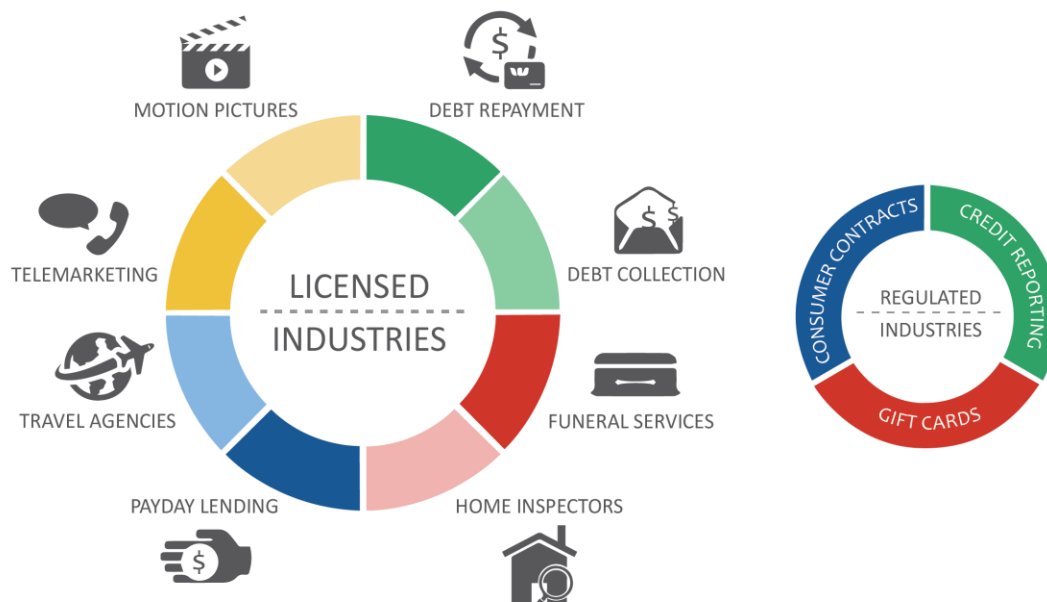 MOTION PICTURES
DEBT REPAYMENT
TELEMARKETING
DEBT COLLECTION
LICENSED
INDUSTRIES
TRAVEL AGENCIES
FUNERAL SERVICES
PAYDAY LENDING
HOME INSPECTORS
$
$
$
$
CONSUMER CONTRACTS
CREDIT REPORTING
REGULATED
INDUSTRIES
GIFT CARDS